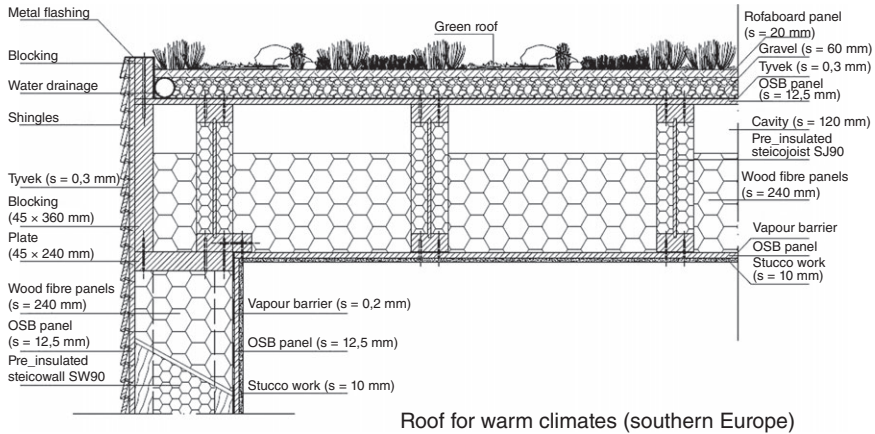 Metal flashing
Blocking
Water drainage
Shingles
Tyvek (s = 0,3 mm)
Blocking
(45 × 360 mm)
Plate
(45 × 240 mm)
Wood fibre panels
(s = 240 mm)
OSB panel
(s = 12,5 mm)
Pre_insulated
steicowall SW90
Green roof
Vapour barrier (s = 0,2 mm)
OSB panel (s = 12,5 mm)
Stucco work (s = 10 mm)
Rofaboard panel
(s = 20 mm)
Gravel (s = 60 mm)
Tyvek (s = 0,3 mm)
OSB panel
(s = 12,5 mm)
Cavity (s = 120 mm)
Pre_insulated
steicojoist SJ90
Wood fibre panels
(s = 240 mm)
Vapour barrier
OSB panel
Stucco work
(s = 10 mm)
Roof for warm climates (southern Europe)